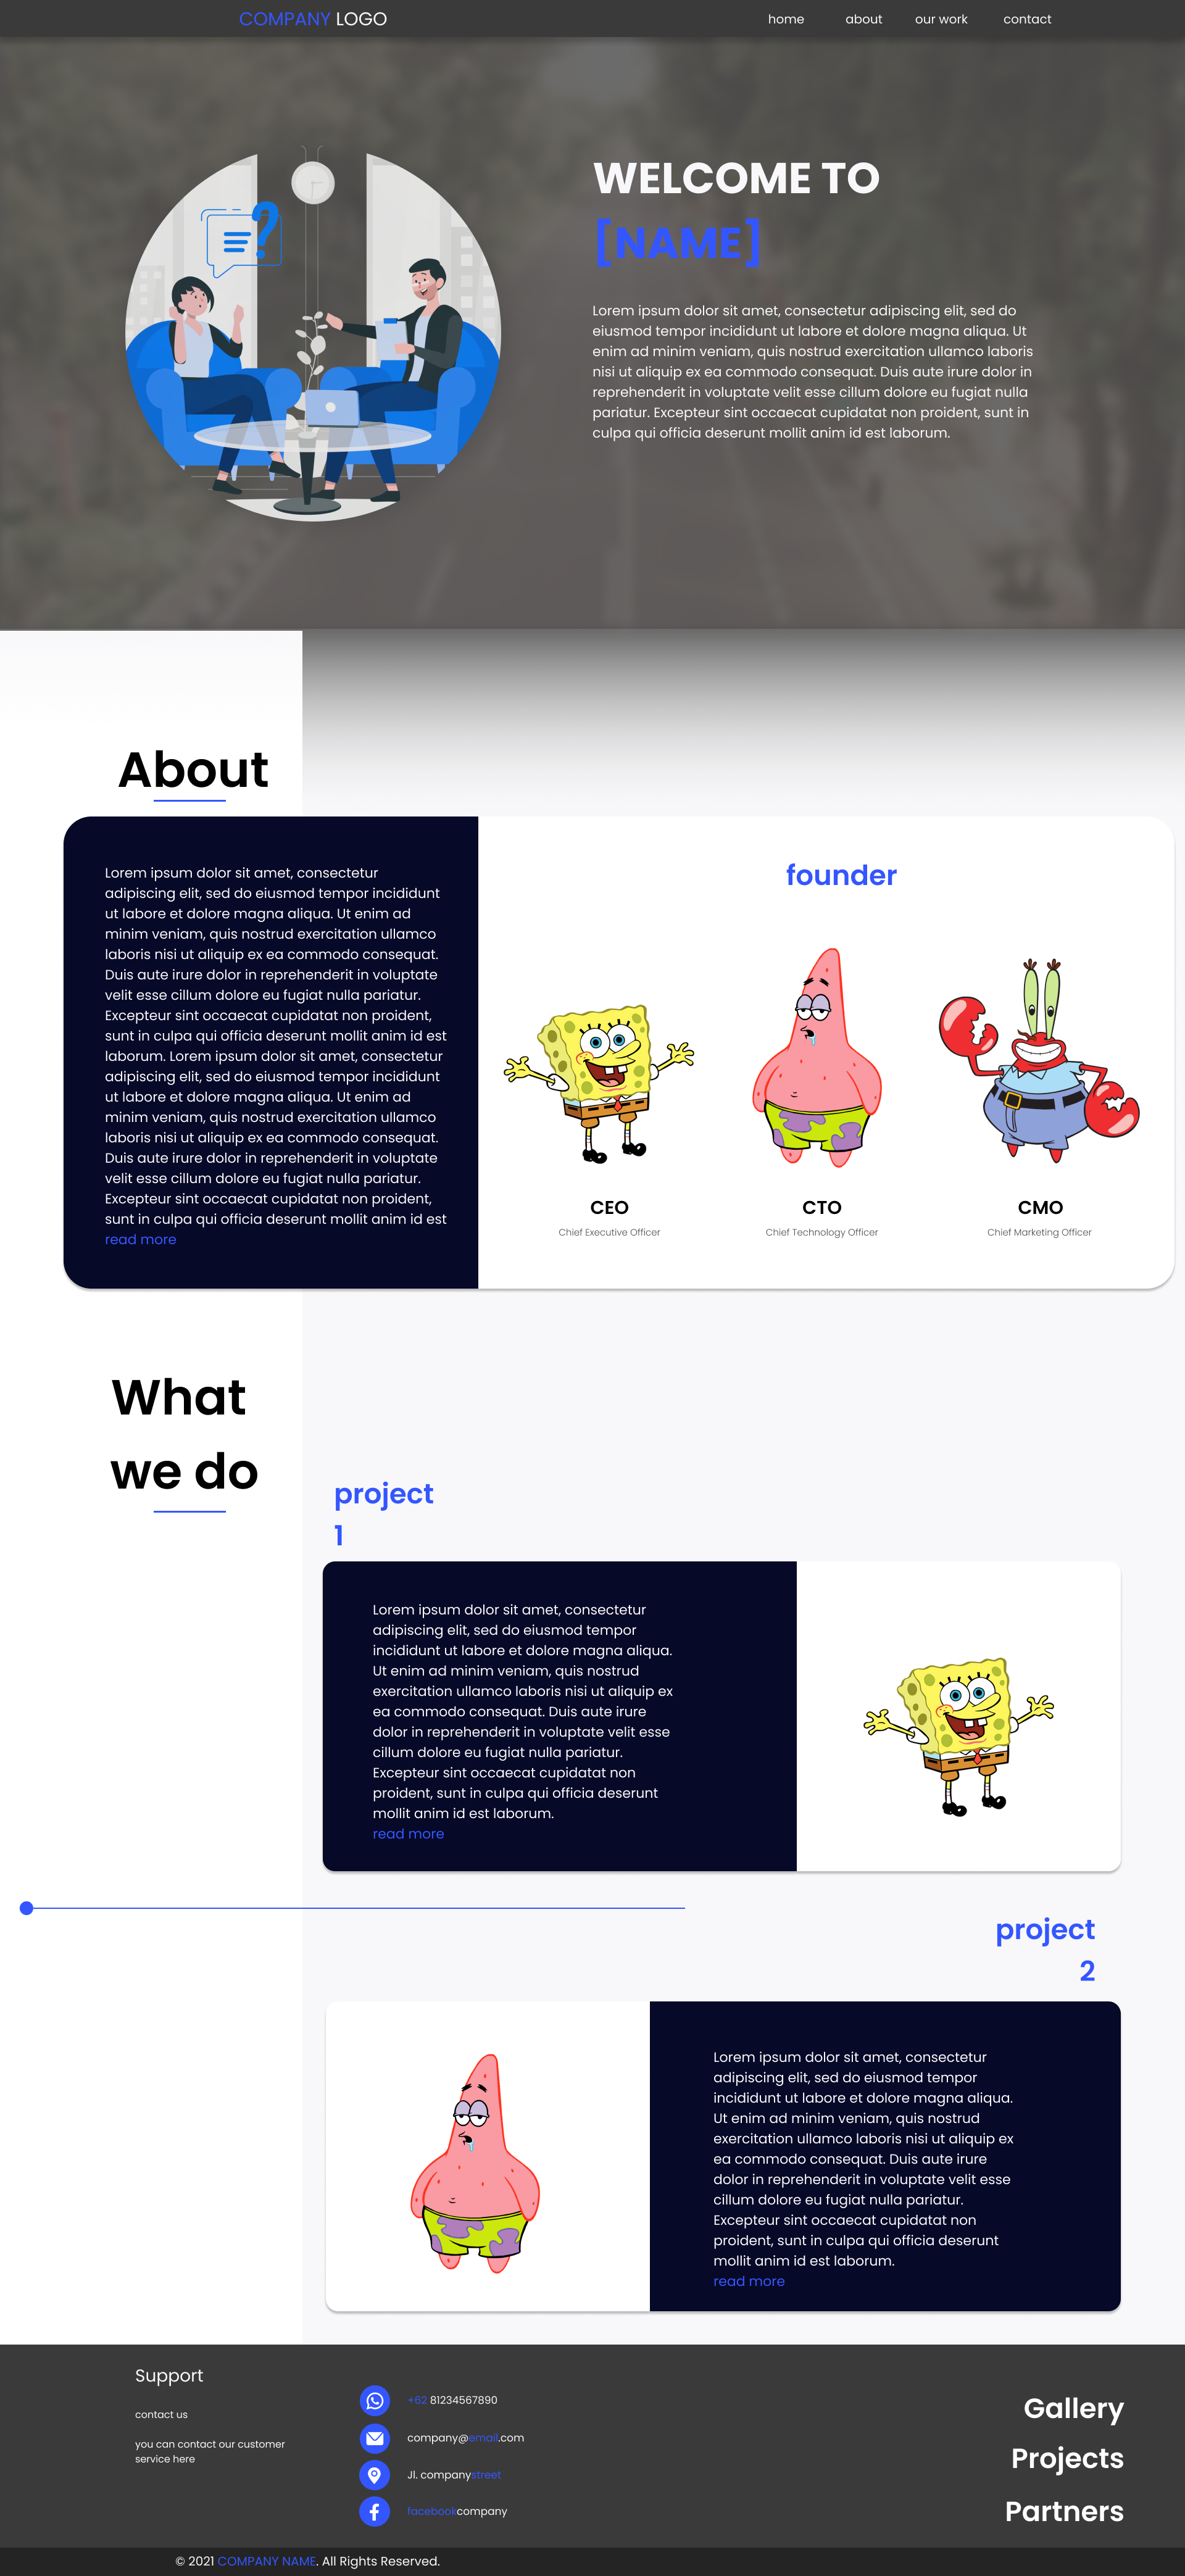 COMPANY LOGO
home about our work contact
WELCOME TO
[NAME]
Lorem ipsum dolor sit amet, consectetur adipiscing elit, sed do
eiusmod tempor incididunt ut labore et dolore magna aliqua. Ut
enim ad minim veniam, quis nostrud exercitation ullamco laboris
nisi ut aliquip ex ea commodo consequat. Duis aute irure dolor in
reprehenderit in voluptate velit esse cillum dolore eu fugiat nulla
pariatur. Excepteur sint occaecat cupidatat non proident, sunt in
culpa qui officia deserunt mollit anim id est laborum.
About
Lorem ipsum dolor sit amet, consectetur
adipiscing elit, sed do eiusmod tempor incididunt
ut labore et dolore magna aliqua. Ut enim ad
minim veniam, quis nostrud exercitation ullamco
laboris nisi ut aliquip ex ea commodo consequat.
Duis aute irure dolor in reprehenderit in voluptate
velit esse cillum dolore eu fugiat nulla pariatur.
Excepteur sint occaecat cupidatat non proident,
sunt in culpa qui officia deserunt mollit anim id est
laborum. Lorem ipsum dolor sit amet, consectetur
adipiscing elit, sed do eiusmod tempor incididunt
ut labore et dolore magna aliqua. Ut enim ad
minim veniam, quis nostrud exercitation ullamco
laboris nisi ut aliquip ex ea commodo consequat.
Duis aute irure dolor in reprehenderit in voluptate
velit esse cillum dolore eu fugiat nulla pariatur.
Excepteur sint occaecat cupidatat non proident,
sunt in culpa qui officia deserunt mollit anim id est
read more
founder
CEO
Chief Executive Officer
CTO
Chief Technology Officer
CMO
Chief Marketing Officer
What
we do
project
1
Lorem ipsum dolor sit amet, consectetur
adipiscing elit, sed do eiusmod tempor
incididunt ut labore et dolore magna aliqua.
Ut enim ad minim veniam, quis nostrud
exercitation ullamco laboris nisi ut aliquip ex
ea commodo consequat. Duis aute irure
dolor in reprehenderit in voluptate velit esse
cillum dolore eu fugiat nulla pariatur.
Excepteur sint occaecat cupidatat non
proident, sunt in culpa qui officia deserunt
mollit anim id est laborum.
read more
project
2
Lorem ipsum dolor sit amet, consectetur
adipiscing elit, sed do eiusmod tempor
incididunt ut labore et dolore magna aliqua.
Ut enim ad minim veniam, quis nostrud
exercitation ullamco laboris nisi ut aliquip ex
ea commodo consequat. Duis aute irure
dolor in reprehenderit in voluptate velit esse
cillum dolore eu fugiat nulla pariatur.
Excepteur sint occaecat cupidatat non
proident, sunt in culpa qui officia deserunt
mollit anim id est laborum.
read more
Support
contact us
you can contact our customer
service here
+62 81234567890
company@email.com
Jl. companystreet
facebookcompany
Gallery
Projects
Partners
© 2021 COMPANY NAME. All Rights Reserved.